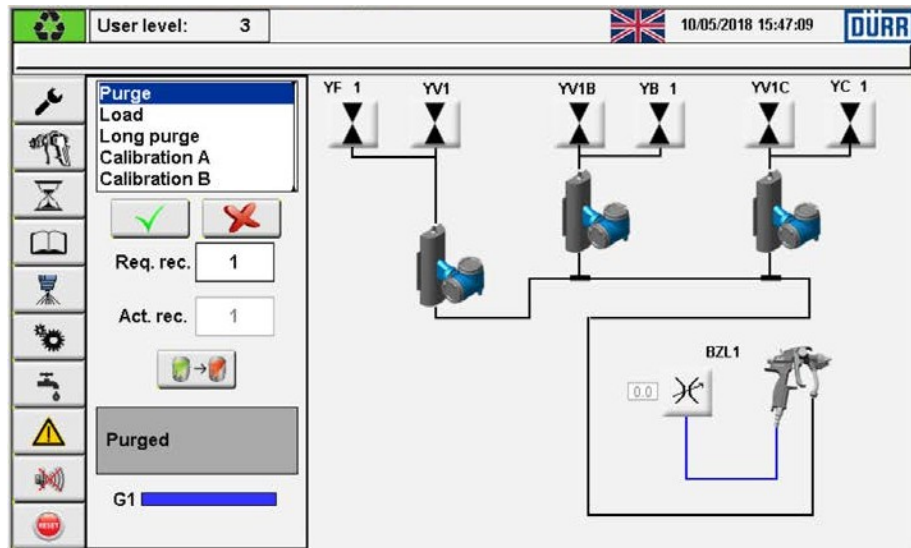 User level: 3
10/05/2018 15:47:09
DÜRR
Purge
Load
Long purge
Calibration A
Calibration B
Req. rec. 1
Act. rec. 1
Purged
G1
YF 1
YV1
YV1B
YB 1
YV1C
YC 1
BZL1
0.0
RESET